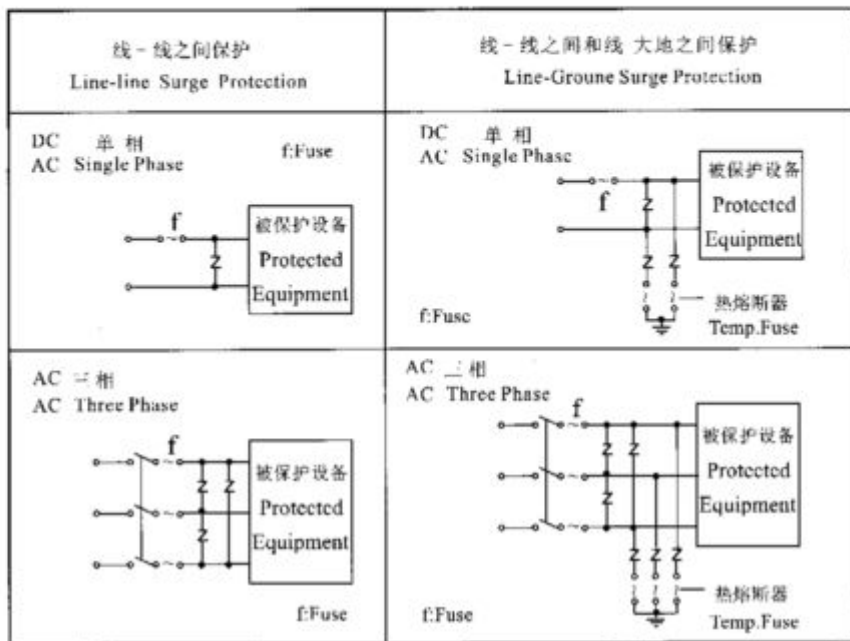 线-线之间保护
Line-line Surge Protection
线-线之间和线 大地之间保护
Line-Groune Surge Protection
DC 单相
AC Single Phase
f:Fuse
f
被保护设备
Protected
Equipment
DC 单相
AC Single Phase
f
被保护设备
Protected
Equipment
热熔断器
Temp.Fuse
f:Fuse
AC 三相
AC Three Phase
f
被保护设备
Protected
Equipment
f:Fuse
AC 三相
AC Three Phase
f
被保护设备
Protected
Equipment
热熔断器
Temp.Fuse
f:Fuse